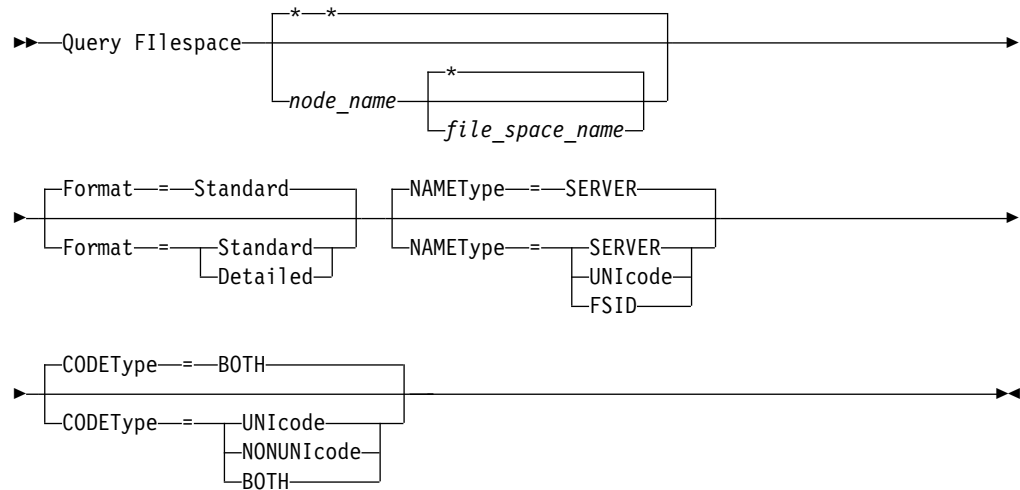 * *
Query FIlespace
*
node_name
file_space_name
Format = Standard NAMEType = SERVER
Format = Standard NAMEType = SERVER
Detailed UNIcode
FSID
CODEType = BOTH
CODEType = UNIcode
NONUNIcode
BOTH